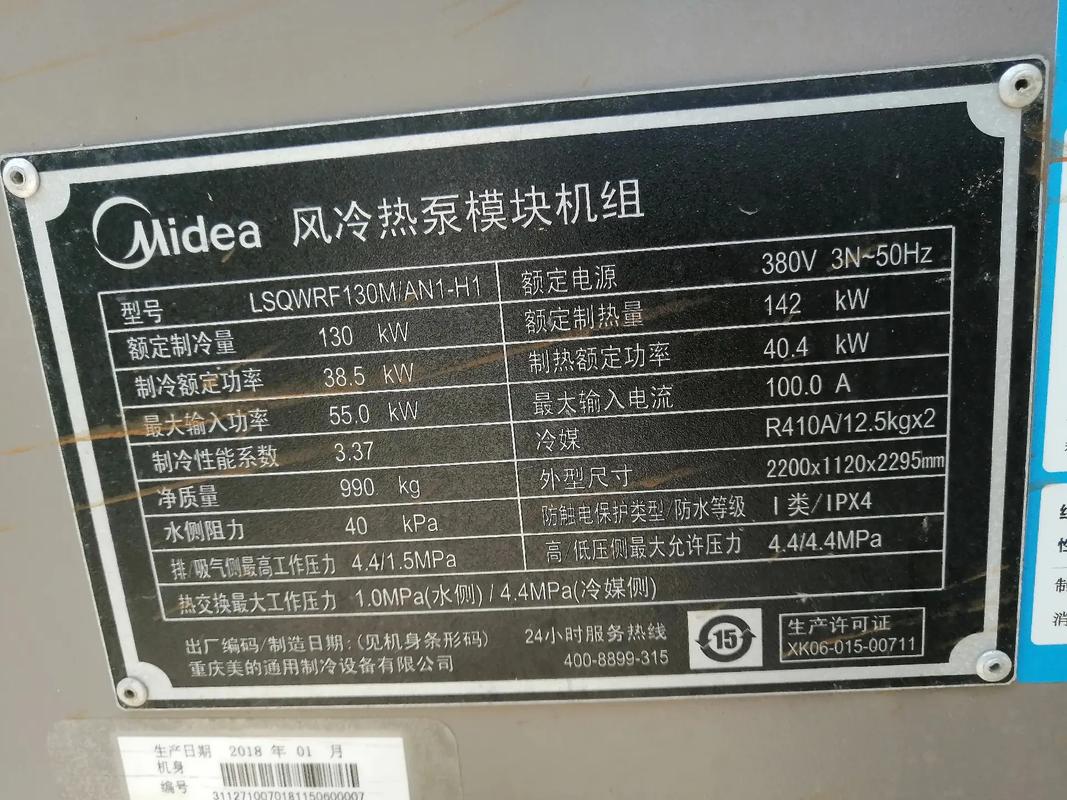 Midea 风冷热泵模块机组
型号 LSQWRF130M/AN1-H1 额定电源 380V 3N~50Hz
额定制冷量 130 kW 额定制热量 142 kW
制冷额定功率 38.5 kW 制热额定功率 40.4 kW
最大输入功率 55.0 kW 最大输入电流 100.0 A
制冷性能系数 3.37 冷媒 R410A/12.5kgx2
净质量 990 kg 外型尺寸 2200x1120x2295mm
水侧阻力 40 kPa 防触电保护类型/防水等级 I类/IPX4
排/吸气侧最高工作压力 4.4/1.5MPa 高/低压侧最大允许压力 4.4/4.4MPa
热交换最大工作压力 1.0MPa(水侧)/4.4MPa(冷媒侧)
出厂编码/制造日期:(见机身条形码) 24小时服务热线 15 生产许可证
重庆美的通用制冷设备有限公司 400-8899-315 XK06-015-00711
生产日期 2018 年 01 月
机身
编号 3112710070181150600007